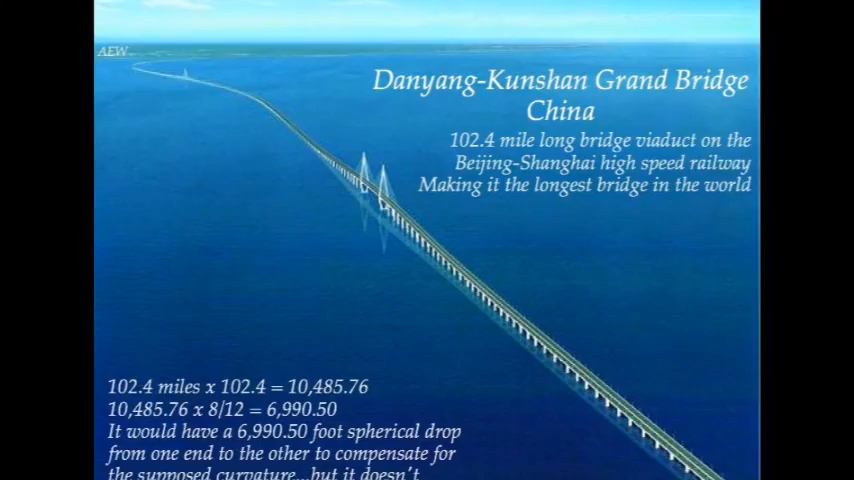 AEW
Danyang-Kunshan Grand Bridge
China
102.4 mile long bridge viaduct on the
Beijing-Shanghai high speed railway
Making it the longest bridge in the world
102.4 miles x 102.4 = 10,485.76
10,485.76 x 8/12 = 6,990.50
It would have a 6,990.50 foot spherical drop
from one end to the other to compensate for
the supposed curvature...but it doesn't